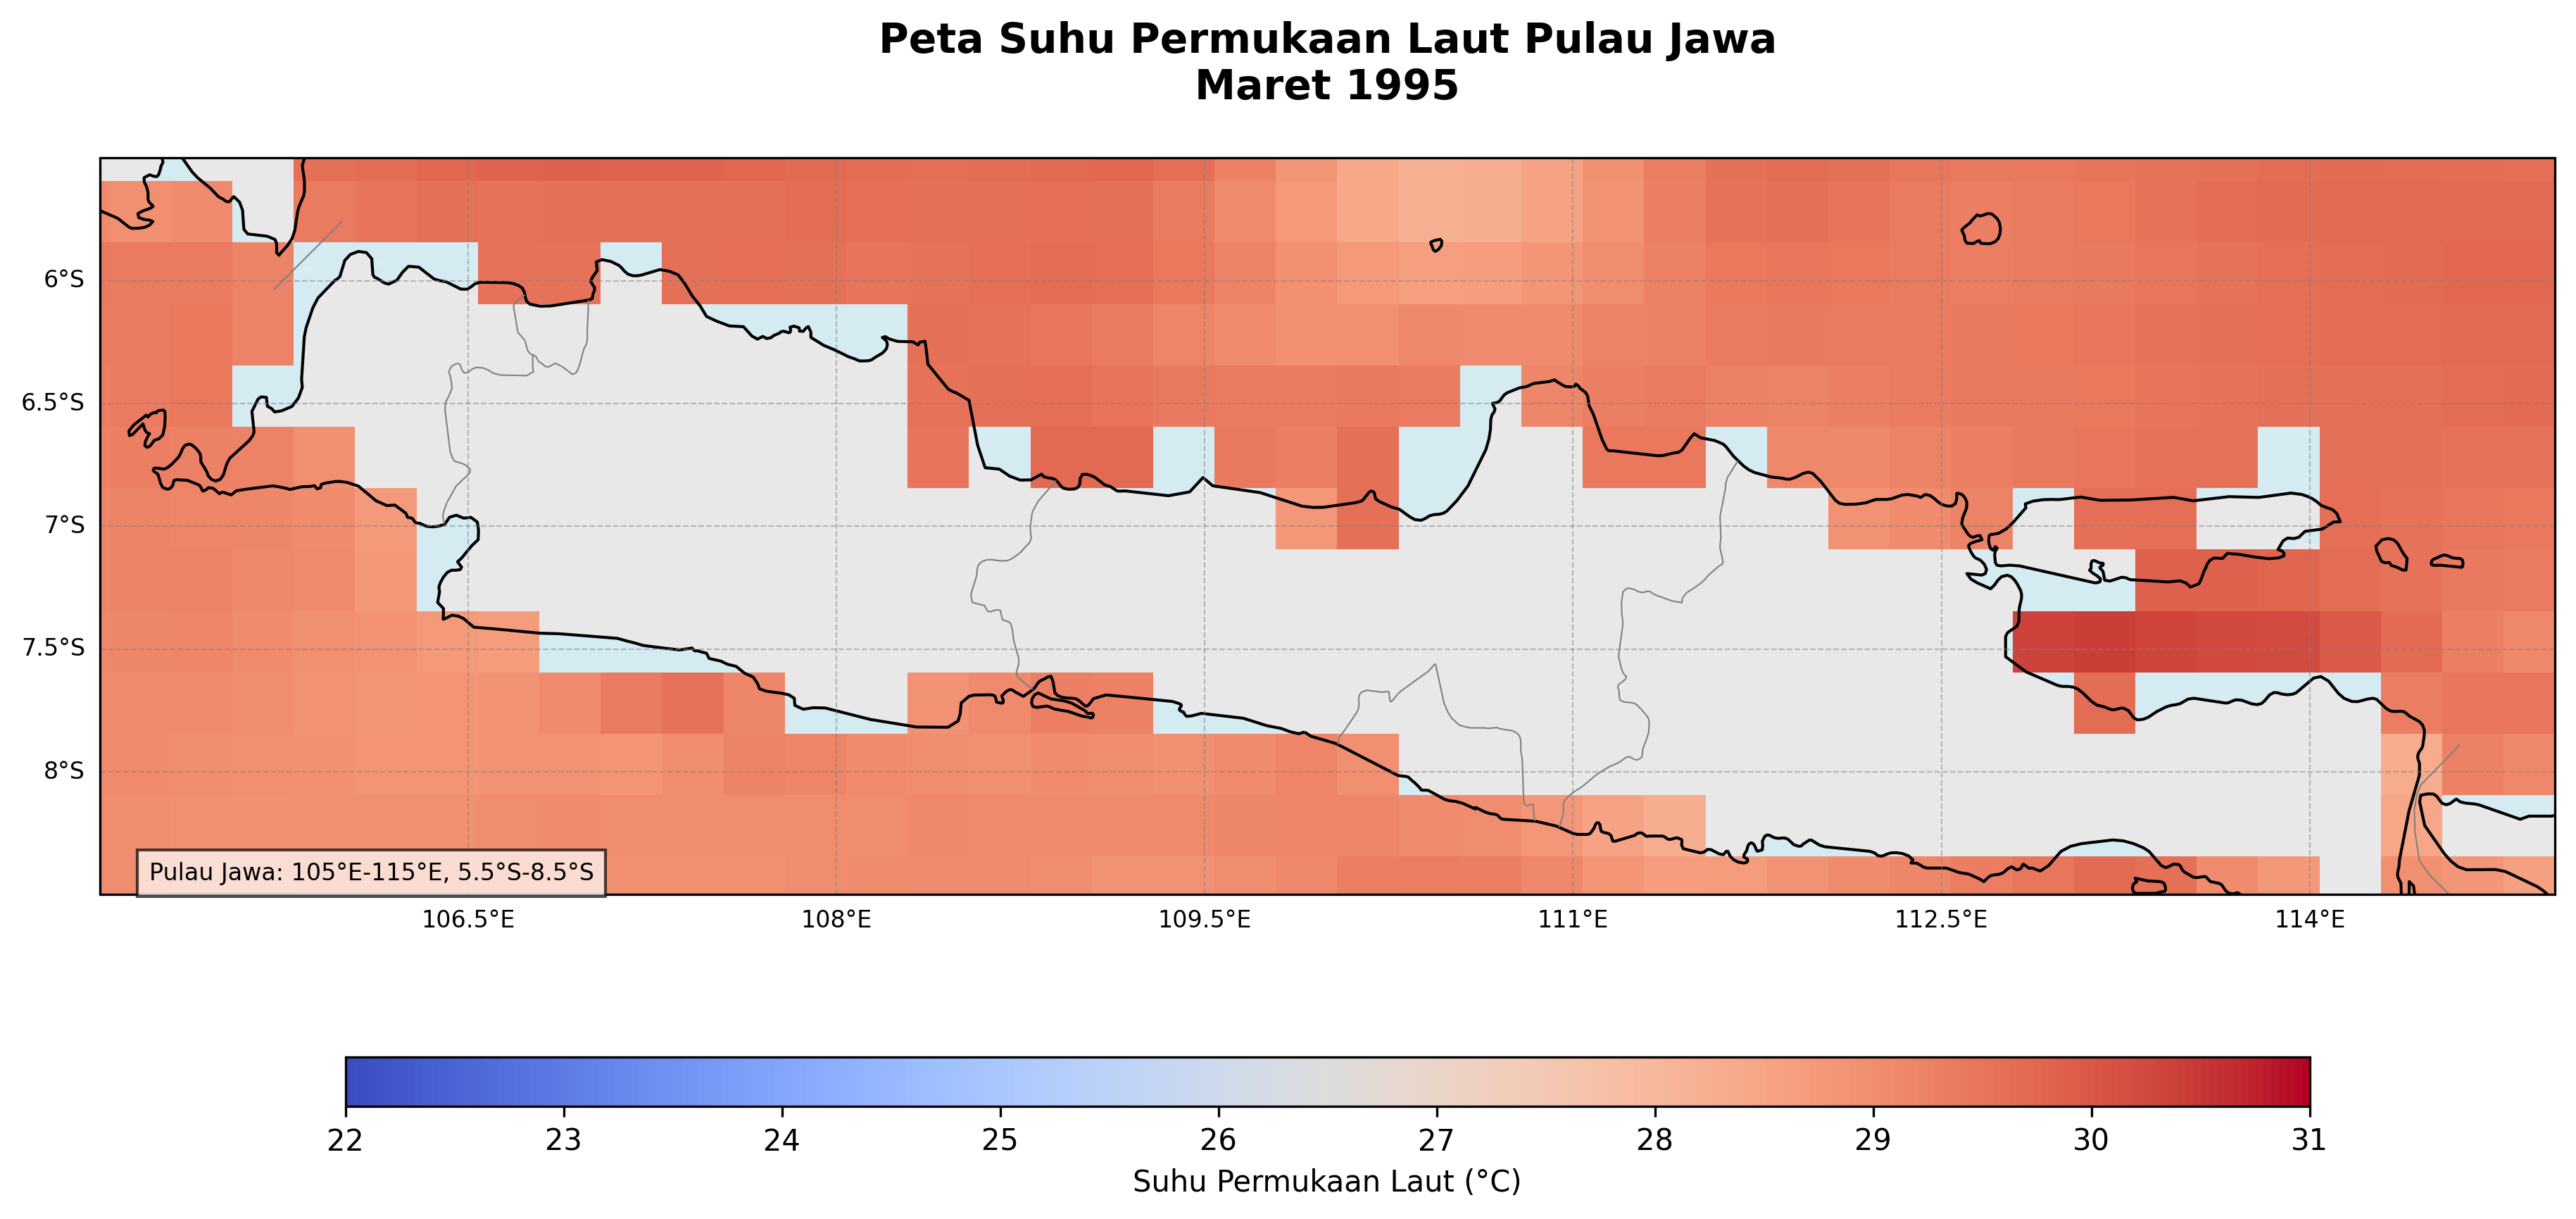 Peta Suhu Permukaan Laut Pulau Jawa
Maret 1995
6°S
6.5°S
7°S
7.5°S
8°S
Pulau Jawa: 105°E-115°E, 5.5°S-8.5°S
106.5°E 108°E 109.5°E 111°E 112.5°E 114°E
22 23 24 25 26 27 28 29 30 31
Suhu Permukaan Laut (°C)